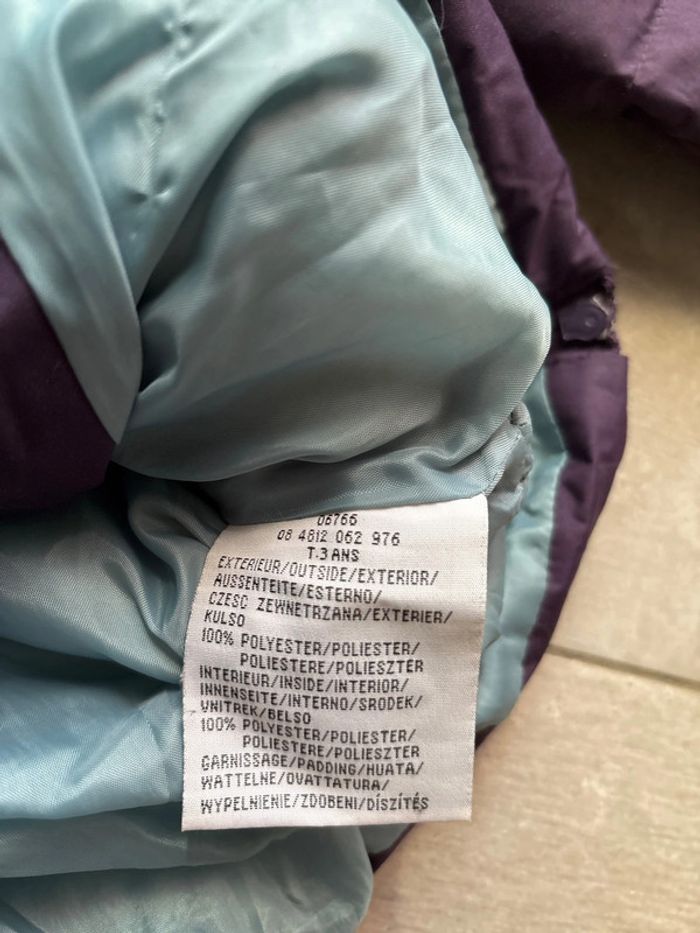 06766
08 4812 062 976
T.3 ANS
EXTERIEUR/OUTSIDE/EXTERIOR/
AUSSENTEITE/ESTERNO/
CZESC ZEWNETRZANA/EXTERIER/
KULSO
100% POLYESTER/POLIESTER/
POLIESTERE/POLIESZTER
INTERIEUR/INSIDE/INTERIOR/
INNENSEITE/INTERNO/SRODEK/
VNITREK/BELSO
100% POLYESTER/POLIESTER/
POLIESTERE/POLIESZTER
GARNISSAGE/PADDING/HUATA/
WATTELNE/OVATTATURA/
WYPELNIENIE/ZDOBENI/DÍSZÍTÉS